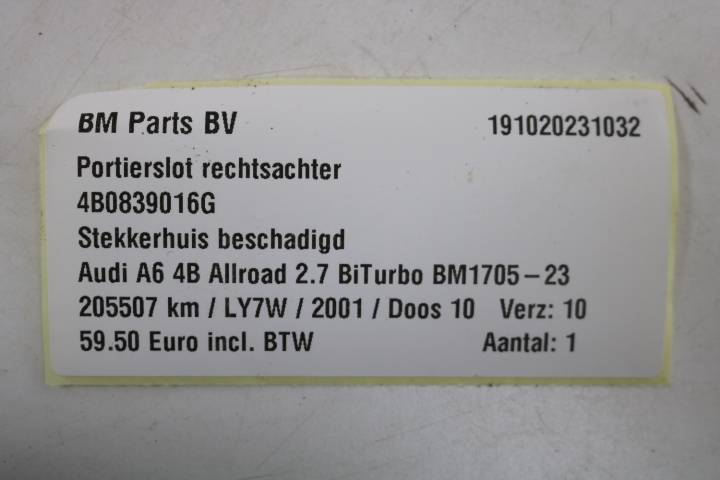 BM Parts BV 191020231032
Portierslot rechtsachter
4B0839016G
Stekkerhuis beschadigd
Audi A6 4B Allroad 2.7 BiTurbo BM1705-23
205507 km / LY7W / 2001 / Doos 10 Verz: 10
59.50 Euro incl. BTW Aantal: 1